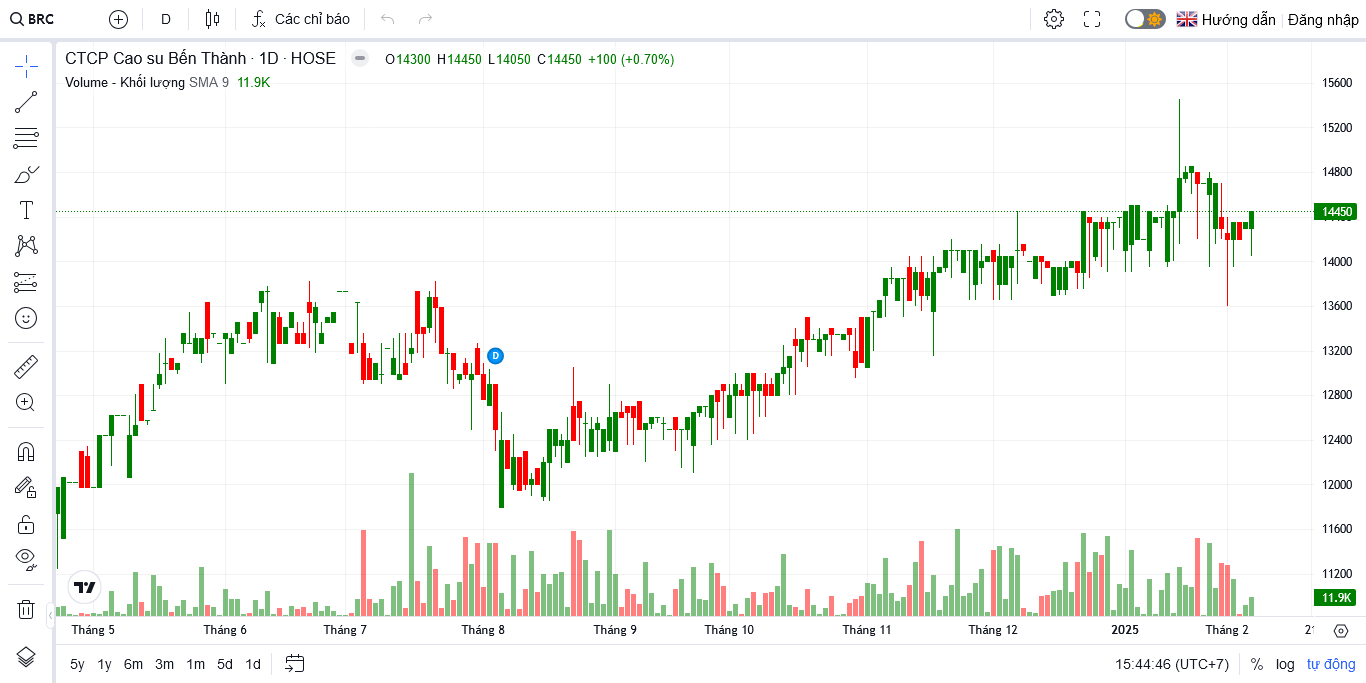 BRC D Các chỉ báo Hướng dẫn Đăng nhập
CTCP Cao su Bến Thành · 1D · HOSE O14300 H14450 L14050 C14450 +100 (+0.70%)
Volume - Khối lượng SMA 9 11.9K
15600
15200
14800
14450
14000
13600
13200
D
12800
12400
12000
11600
11200
11.9K
Tháng 5 Tháng 6 Tháng 7 Tháng 8 Tháng 9 Tháng 10 Tháng 11 Tháng 12 2025 Tháng 2
5y 1y 6m 3m 1m 5d 1d 15:44:46 (UTC+7) % log tự động